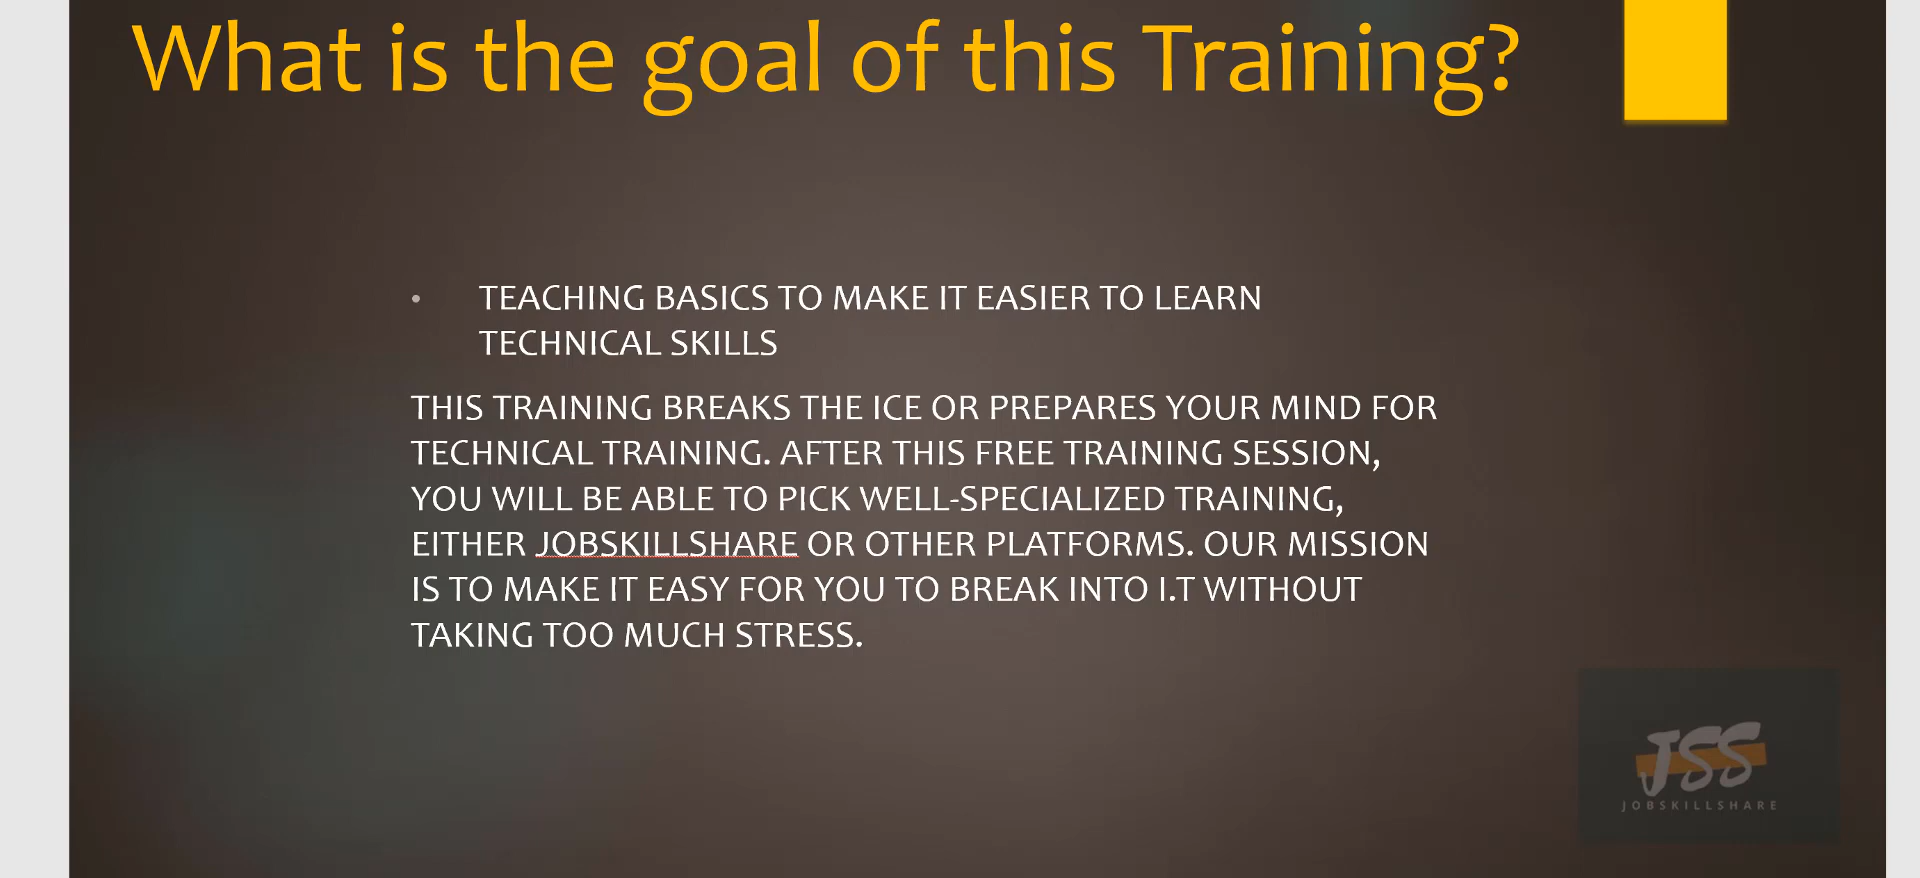 What is the goal of this Training?
• TEACHING BASICS TO MAKE IT EASIER TO LEARN
TECHNICAL SKILLS
THIS TRAINING BREAKS THE ICE OR PREPARES YOUR MIND FOR
TECHNICAL TRAINING. AFTER THIS FREE TRAINING SESSION,
YOU WILL BE ABLE TO PICK WELL-SPECIALIZED TRAINING,
EITHER JOBSKILLSHARE OR OTHER PLATFORMS. OUR MISSION
IS TO MAKE IT EASY FOR YOU TO BREAK INTO I.T WITHOUT
TAKING TOO MUCH STRESS.
JSS
JOBSKILLSHARE